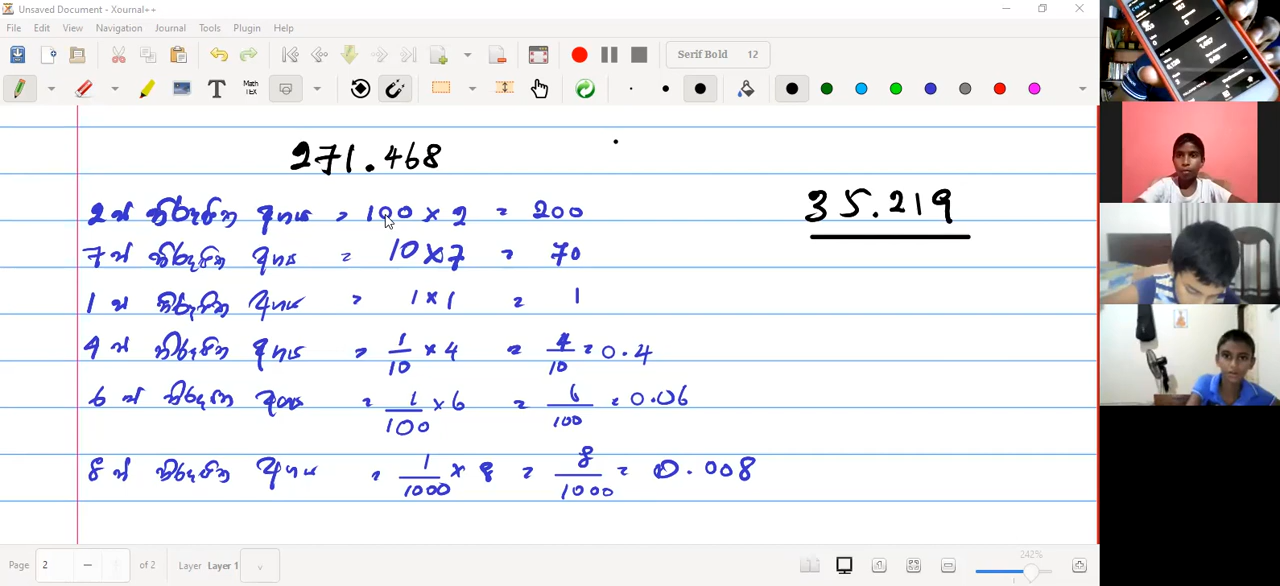 Unsaved Document - Xournal++
File Edit View Navigation Journal Tools Plugin Help
Serif Bold 12
271.468
35.219
2 න් නිරූපිත අගය = 100 × 2 = 200
7 න් නිරූපිත අගය = 10 × 7 = 70
1 න් නිරූපිත අගය = 1 × 1 = 1
4 න් නිරූපිත අගය = 1/10 × 4 = 4/10 = 0.4
6 න් නිරූපිත අගය = 1/100 × 6 = 6/100 = 0.06
8 න් නිරූපිත අගය = 1/1000 × 8 = 8/1000 = 0.008
Page 2 of 2 Layer Layer 1 242%